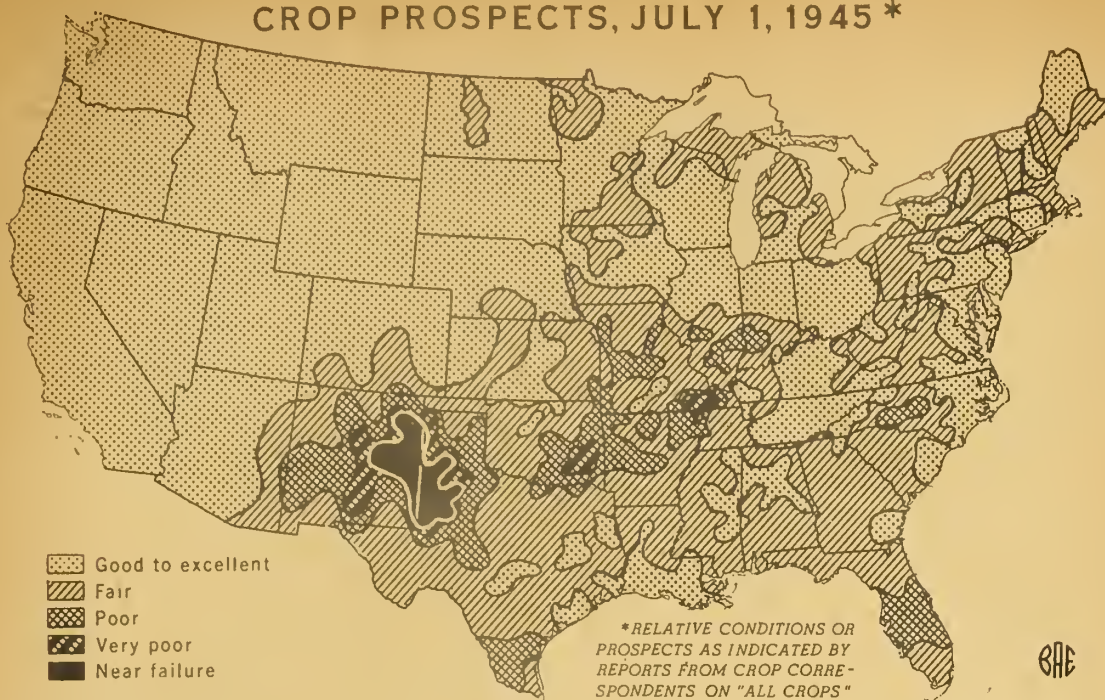 CROP PROSPECTS, JULY 1, 1945 *
Good to excellent
Fair
Poor
Very poor
Near failure
*RELATIVE CONDITIONS OR
PROSPECTS AS INDICATED BY
REPORTS FROM CROP CORRE-
SPONDENTS ON "ALL CROPS"
BAE